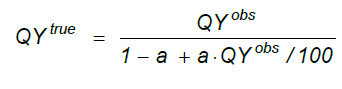 QY^true = QY^obs / (1 – a + a·QY^obs / 100)